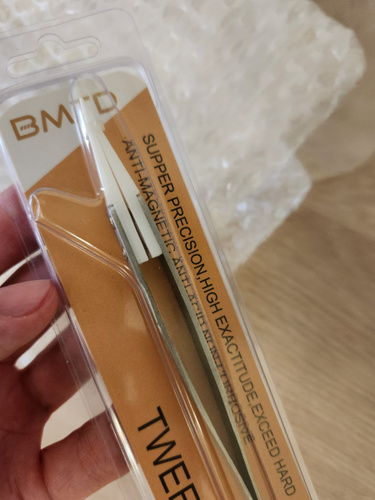 BMTD
SUPPER PRECISION,HIGH EXACTITUDE,EXCEED HARD
ANTI-MAGNETIC
TWEE